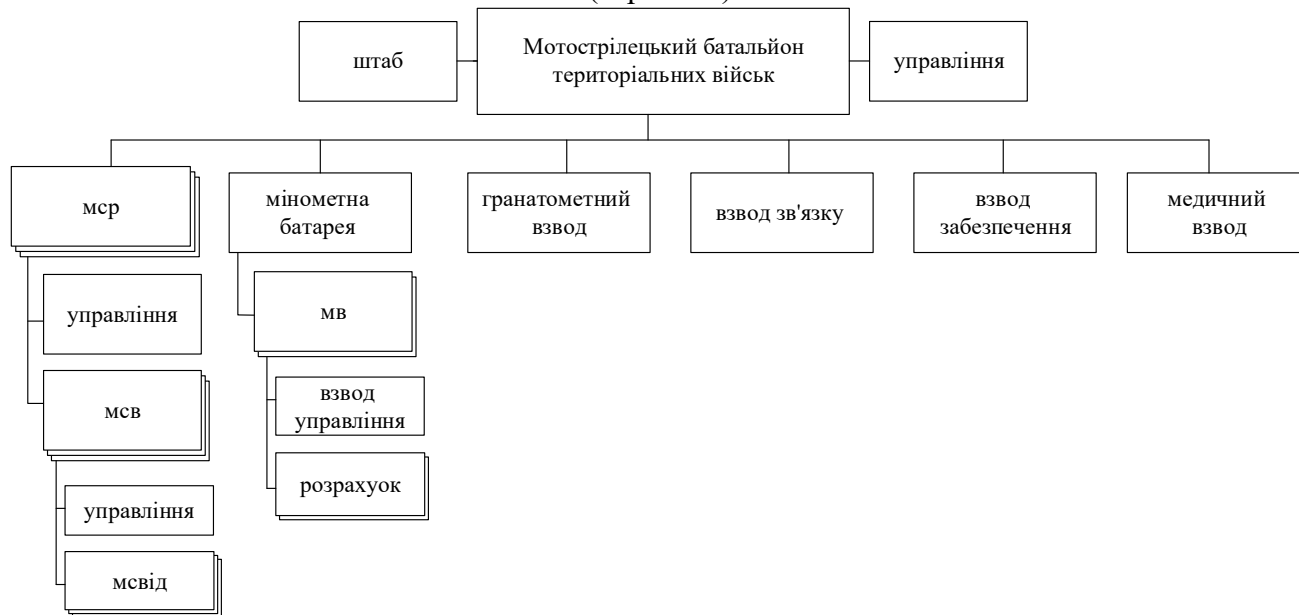 штаб
Мотострілецький батальйон
територіальних військ
управління
мср
мінометна
батарея
гранатометний
взвод
взвод зв'язку
взвод
забезпечення
медичний
взвод
управління
мв
мсв
взвод
управління
розрахуок
управління
мсвід